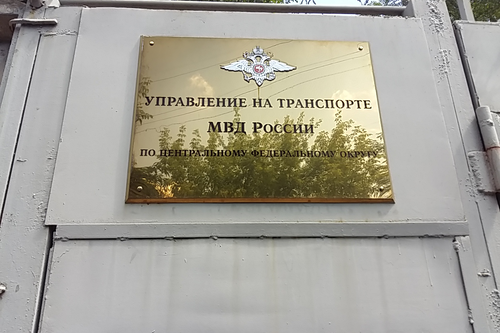 УПРАВЛЕНИЕ НА ТРАНСПОРТЕ
МВД РОССИИ
ПО ЦЕНТРАЛЬНОМУ ФЕДЕРАЛЬНОМУ ОКРУГУ